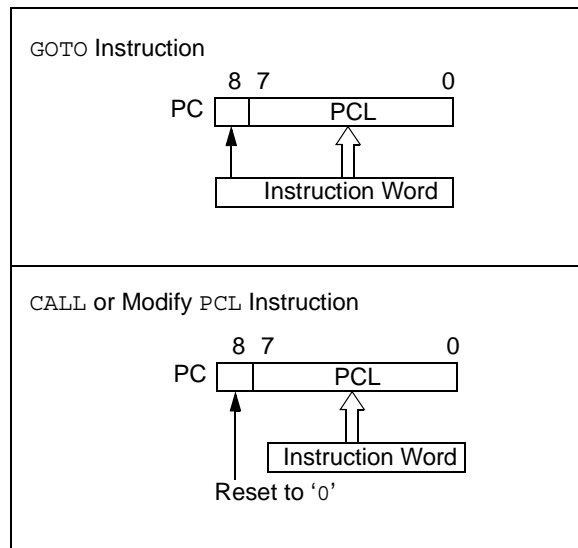 GOTO Instruction
8 7 0
PC PCL
Instruction Word
CALL or Modify PCL Instruction
8 7 0
PC PCL
Instruction Word
Reset to ‘0’